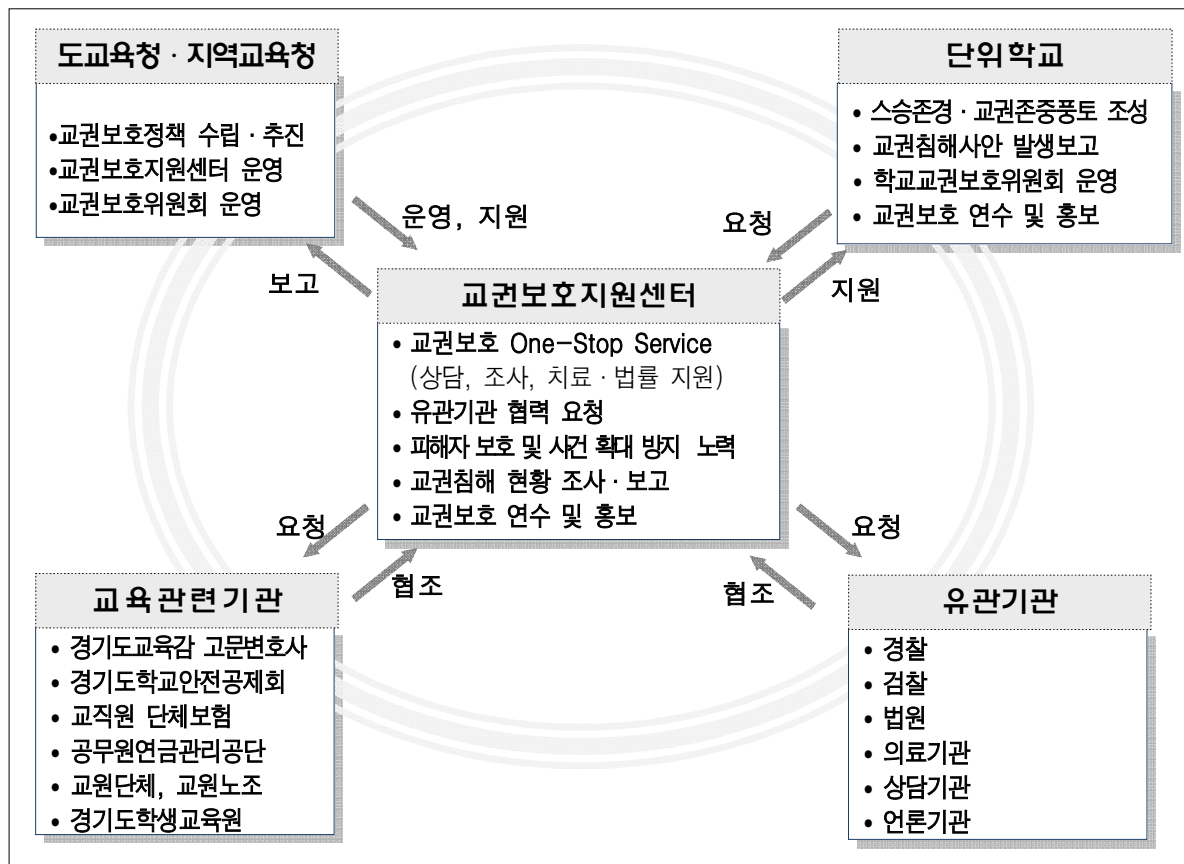 도교육청 · 지역교육청
•교권보호정책 수립 · 추진
•교권보호지원센터 운영
•교권보호위원회 운영
단위학교
• 스승존경 · 교권존중풍토 조성
• 교권침해사안 발생보고
• 학교교권보호위원회 운영
• 교권보호 연수 및 홍보
운영, 지원
보고
요청
지원
교권보호지원센터
• 교권보호 One-Stop Service
(상담, 조사, 치료 · 법률 지원)
• 유관기관 협력 요청
• 피해자 보호 및 사건 확대 방지 노력
• 교권침해 현황 조사 · 보고
• 교권보호 연수 및 홍보
요청
협조
요청
협조
교육관련기관
• 경기도교육감 고문변호사
• 경기도학교안전공제회
• 교직원 단체보험
• 공무원연금관리공단
• 교원단체, 교원노조
• 경기도학생교육원
유관기관
• 경찰
• 검찰
• 법원
• 의료기관
• 상담기관
• 언론기관